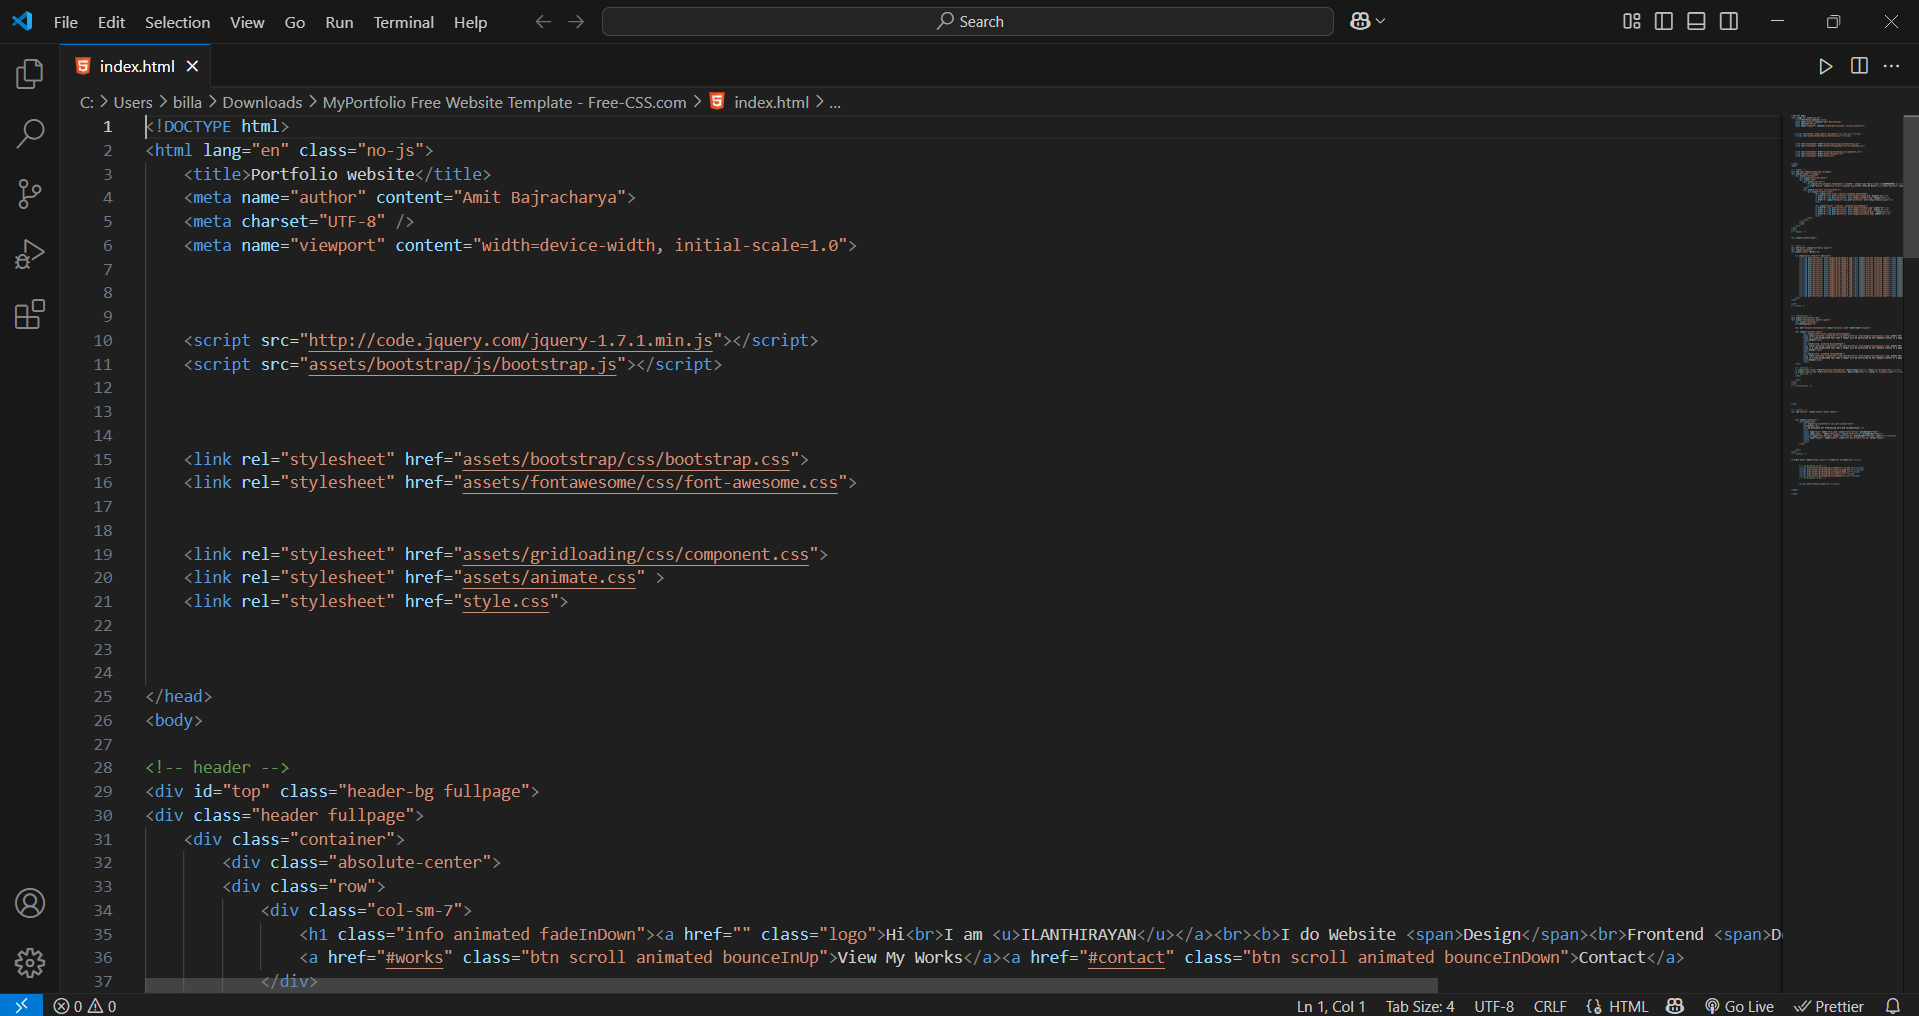 File Edit Selection View Go Run Terminal Help
Search
index.html
C: > Users > billa > Downloads > MyPortfolio Free Website Template - Free-CSS.com > index.html > ...
1 <!DOCTYPE html>
2 <html lang="en" class="no-js">
3 <title>Portfolio website</title>
4 <meta name="author" content="Amit Bajracharya">
5 <meta charset="UTF-8" />
6 <meta name="viewport" content="width=device-width, initial-scale=1.0">
7
8
9
10 <script src="http://code.jquery.com/jquery-1.7.1.min.js"></script>
11 <script src="assets/bootstrap/js/bootstrap.js"></script>
12
13
14
15 <link rel="stylesheet" href="assets/bootstrap/css/bootstrap.css">
16 <link rel="stylesheet" href="assets/fontawesome/css/font-awesome.css">
17
18
19 <link rel="stylesheet" href="assets/gridloading/css/component.css">
20 <link rel="stylesheet" href="assets/animate.css" >
21 <link rel="stylesheet" href="style.css">
22
23
24
25 </head>
26 <body>
27
28 <!-- header -->
29 <div id="top" class="header-bg fullpage">
30 <div class="header fullpage">
31 <div class="container">
32 <div class="absolute-center">
33 <div class="row">
34 <div class="col-sm-7">
35 <h1 class="info animated fadeInDown"><a href="" class="logo">Hi<br>I am <u>ILANTHIRAYAN</u></a><br><b>I do Website <span>Design</span><br>Frontend <span>D
36 <a href="#works" class="btn scroll animated bounceInUp">View My Works</a><a href="#contact" class="btn scroll animated bounceInDown">Contact</a>
37 </div>
0 0 Ln 1, Col 1 Tab Size: 4 UTF-8 CRLF HTML Go Live Prettier